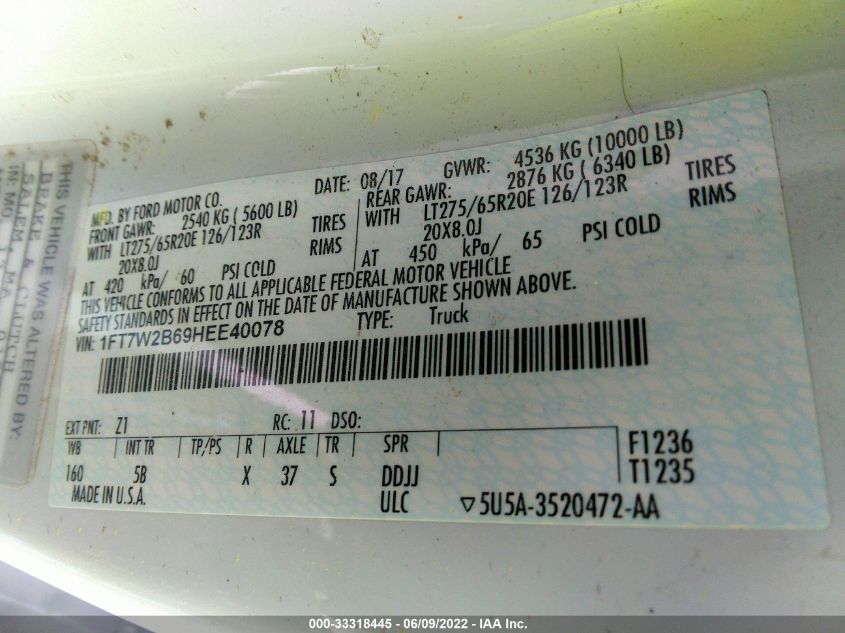 MFD. BY FORD MOTOR CO.
DATE: 08/17
GVWR: 4536 KG (10000 LB)
FRONT GAWR: 2540 KG ( 5600 LB)
REAR GAWR: 2876 KG ( 6340 LB)
WITH LT275/65R20E 126/123R TIRES
WITH LT275/65R20E 126/123R TIRES
20X8.0J RIMS
20X8.0J RIMS
AT 420 kPa/ 60 PSI COLD
AT 450 kPa/ 65 PSI COLD
THIS VEHICLE CONFORMS TO ALL APPLICABLE FEDERAL MOTOR VEHICLE
SAFETY STANDARDS IN EFFECT ON THE DATE OF MANUFACTURE SHOWN ABOVE.
VIN: 1FT7W2B69HEE40078
TYPE: Truck
EXT PNT: Z1 RC: 11 DSO:
WB INT TR TP/PS R AXLE TR SPR
160 5B X 37 S DDJJ
F1236
T1235
MADE IN U.S.A.
ULC
5U5A-3520472-AA
THIS VEHICLE WAS ALTERED BY:
BRAKE & CLUTCH
SALEM, MA
IN: MO.
000-33318445 - 06/09/2022 - IAA Inc.